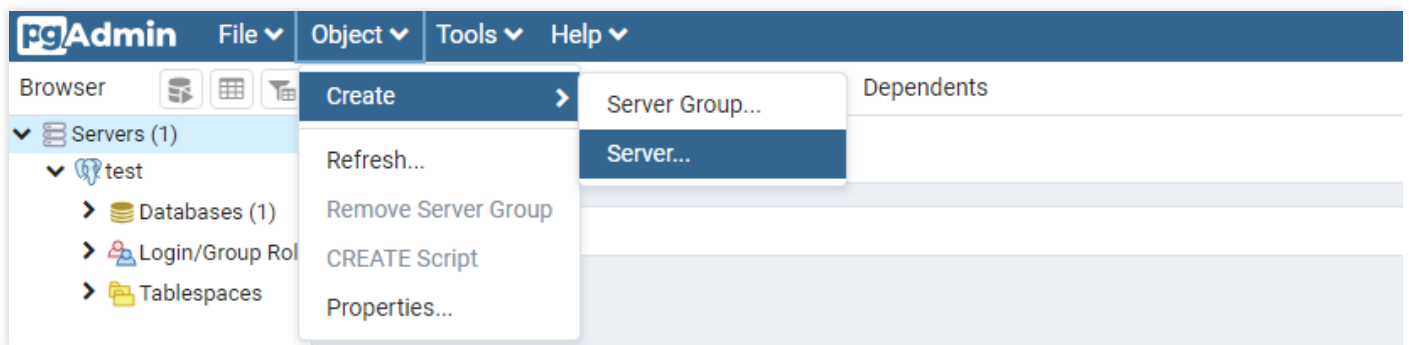 pgAdmin File Object Tools Help
Browser Create Server Group... Dependents
Servers (1) Server...
test Refresh...
Databases (1) Remove Server Group
Login/Group Rol CREATE Script
Tablespaces Properties...